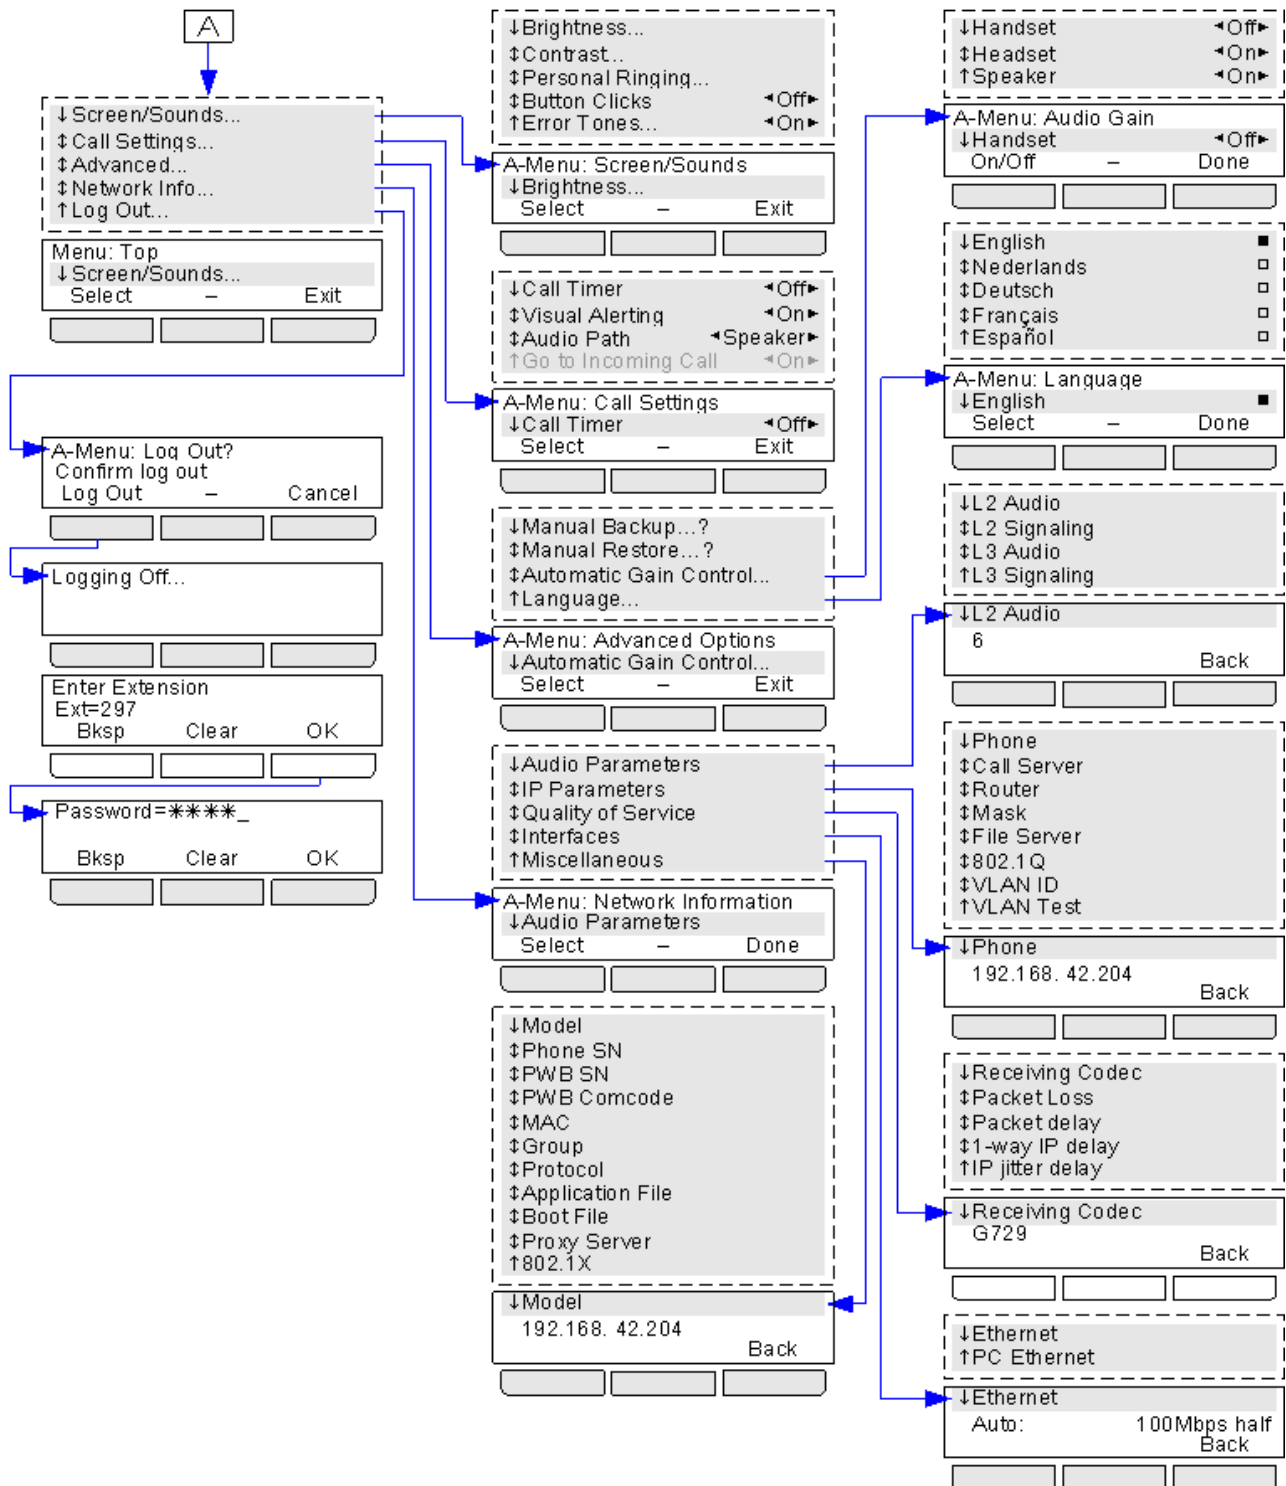 A
↓Screen/Sounds...
↕Call Settings...
↕Advanced...
↕Network Info...
↑Log Out...
Menu: Top
↓Screen/Sounds...
Select – Exit
A-Menu: Log Out?
Confirm log out
Log Out – Cancel
Logging Off...
Enter Extension
Ext=297
Bksp Clear OK
Password=****_
Bksp Clear OK
↓Brightness...
↕Contrast...
↕Personal Ringing...
↕Button Clicks ◄Off►
↑Error Tones... ◄On►
A-Menu: Screen/Sounds
↓Brightness...
Select – Exit
↓Call Timer ◄Off►
↕Visual Alerting ◄On►
↕Audio Path ◄Speaker►
↑Go to Incoming Call ◄On►
A-Menu: Call Settings
↓Call Timer ◄Off►
Select – Exit
↓Manual Backup...?
↕Manual Restore...?
↕Automatic Gain Control...
↑Language...
A-Menu: Advanced Options
↓Automatic Gain Control...
Select – Exit
↓Audio Parameters
↕IP Parameters
↕Quality of Service
↕Interfaces
↑Miscellaneous
A-Menu: Network Information
↓Audio Parameters
Select – Done
↓Model
↕Phone SN
↕PWB SN
↕PWB Comcode
↕MAC
↕Group
↕Protocol
↕Application File
↕Boot File
↕Proxy Server
↑802.1X
↓Model
192.168. 42.204
Back
↓Handset ◄Off►
↕Headset ◄On►
↑Speaker ◄On►
A-Menu: Audio Gain
↓Handset ◄Off►
On/Off – Done
↓English ■
↕Nederlands □
↕Deutsch □
↕Français □
↑Español □
A-Menu: Language
↓English ■
Select – Done
↓L2 Audio
↕L2 Signaling
↕L3 Audio
↑L3 Signaling
↓L2 Audio
6
Back
↓Phone
↕Call Server
↕Router
↕Mask
↕File Server
↕802.1Q
↕VLAN ID
↑VLAN Test
↓Phone
192.168. 42.204
Back
↓Receiving Codec
↕Packet Loss
↕Packet delay
↕1-way IP delay
↑IP jitter delay
↓Receiving Codec
G729
Back
↓Ethernet
↑PC Ethernet
↓Ethernet
Auto: 100Mbps half
Back